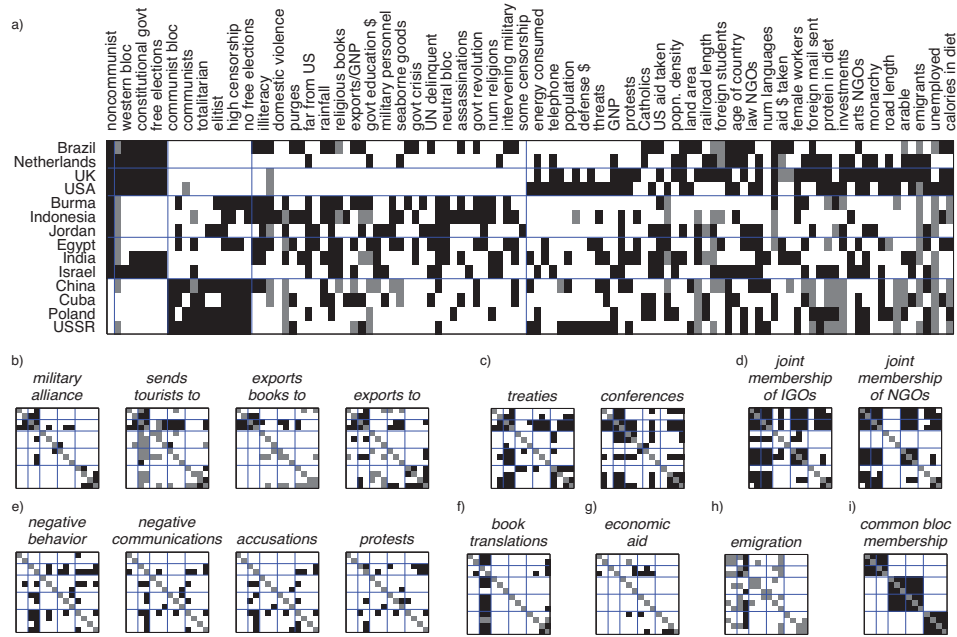 a)
noncommunist
western bloc
constitutional govt
free elections
communist bloc
communists
totalitarian
elitist
high censorship
no free elections
illiteracy
domestic violence
purges
far from US
rainfall
religious books
exports/GNP
govt education $
military personnel
seaborne goods
govt crisis
UN delinquent
neutral bloc
assassinations
govt revolution
num religions
intervening military
some censorship
energy consumed
telephone
population
defense $
threats
GNP
protests
Catholics
US aid taken
pop. density
land area
railroad length
foreign students
age of country
law NGOs
num languages
aid $ taken
female workers
foreign mail sent
protein in diet
investments
arts NGOs
monarchy
road length
arable
emigrants
unemployed
calories in diet
Brazil
Netherlands
UK
USA
Burma
Indonesia
Jordan
Egypt
India
Israel
China
Cuba
Poland
USSR
b)
military
alliance
sends
tourists to
exports
books to
exports to
c)
treaties
conferences
d)
joint
membership
of IGOs
joint
membership
of NGOs
e)
negative
behavior
negative
communications
accusations
protests
f)
book
translations
g)
economic
aid
h)
emigration
i)
common bloc
membership